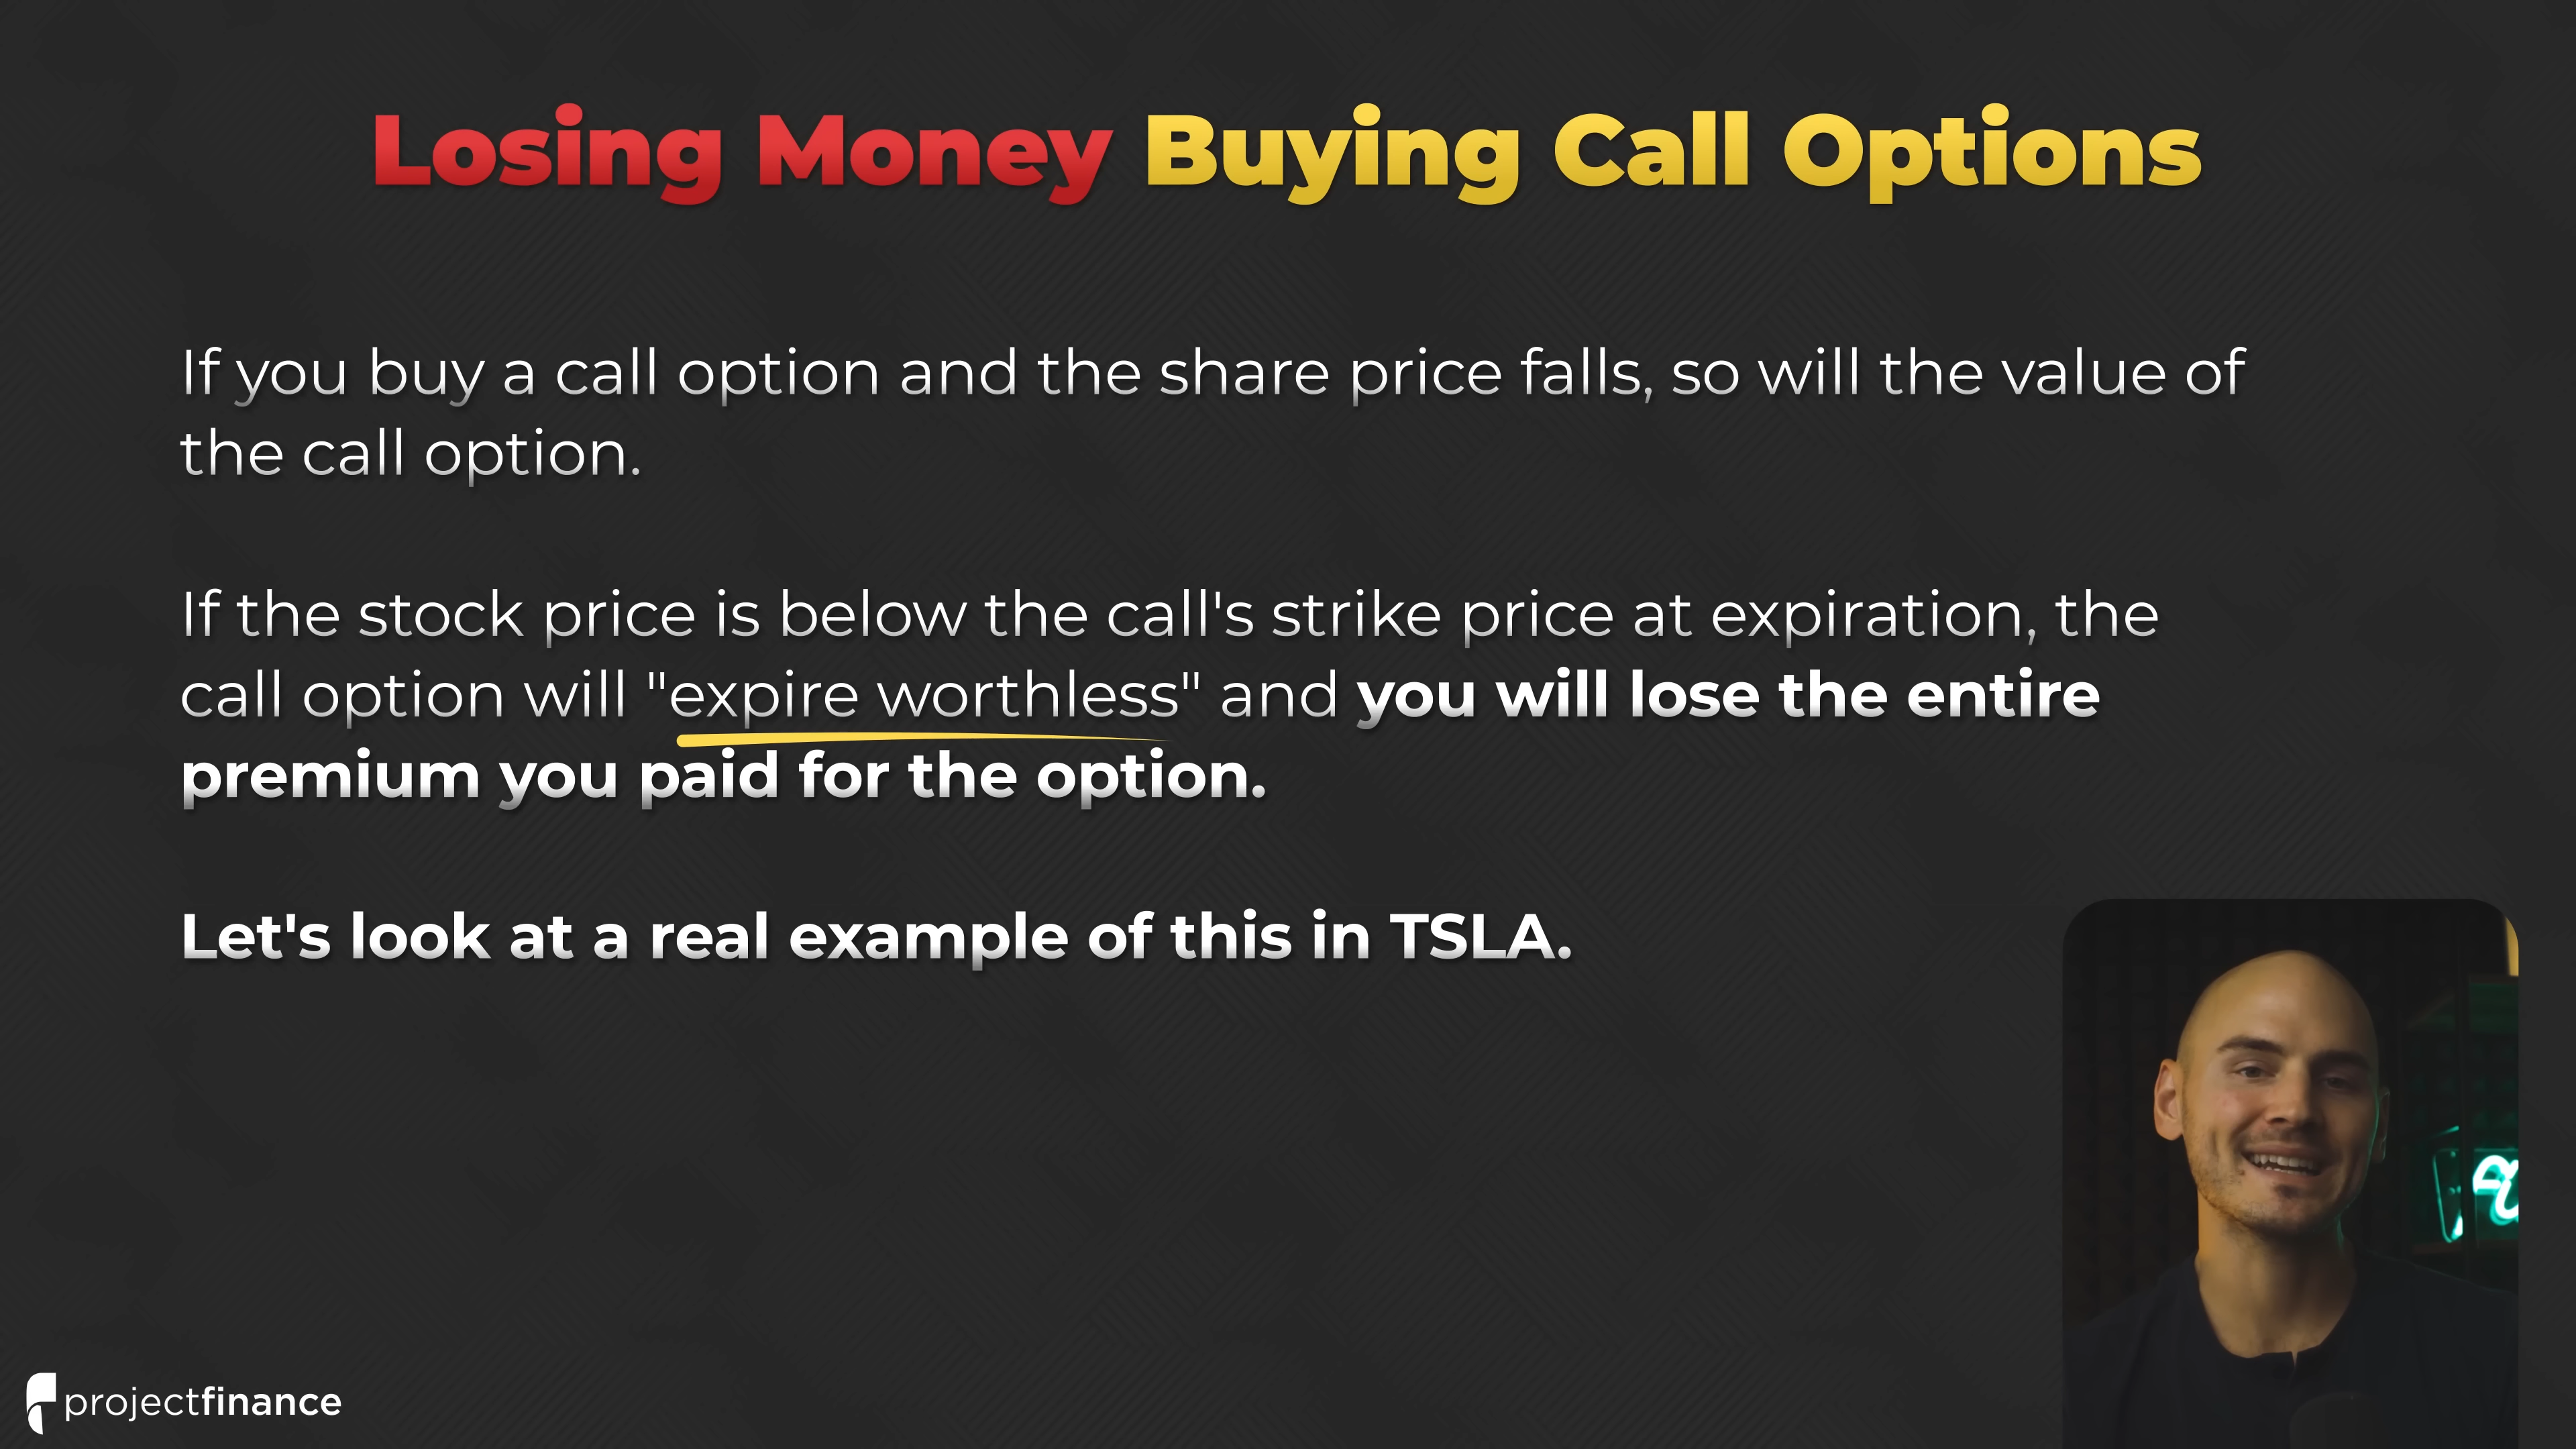 Losing Money Buying Call Options
If you buy a call option and the share price falls, so will the value of
the call option.
If the stock price is below the call's strike price at expiration, the
call option will "expire worthless" and you will lose the entire
premium you paid for the option.
Let's look at a real example of this in TSLA.
projectfinance